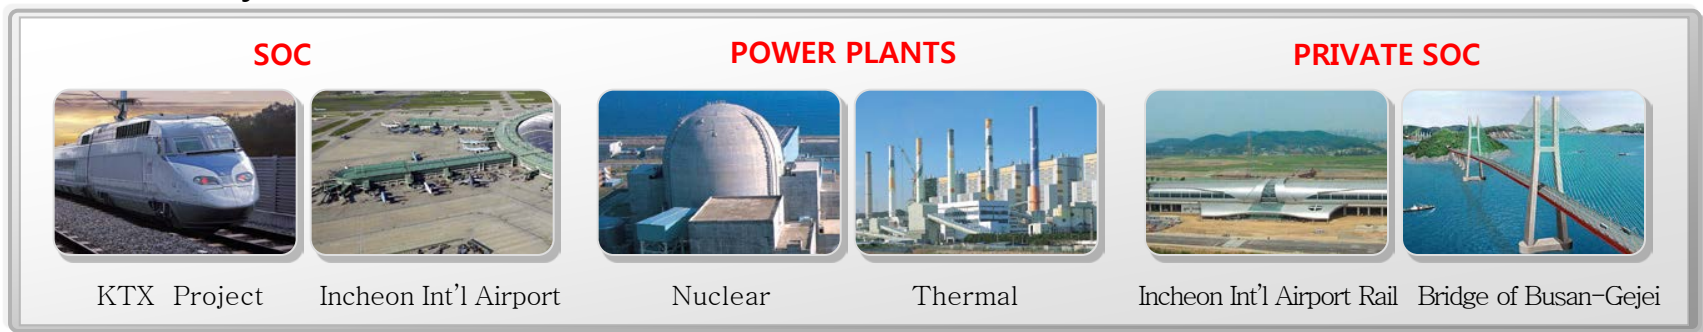 SOC POWER PLANTS PRIVATE SOC
KTX Project Incheon Int'l Airport Nuclear Thermal Incheon Int'l Airport Rail Bridge of Busan-Gejei